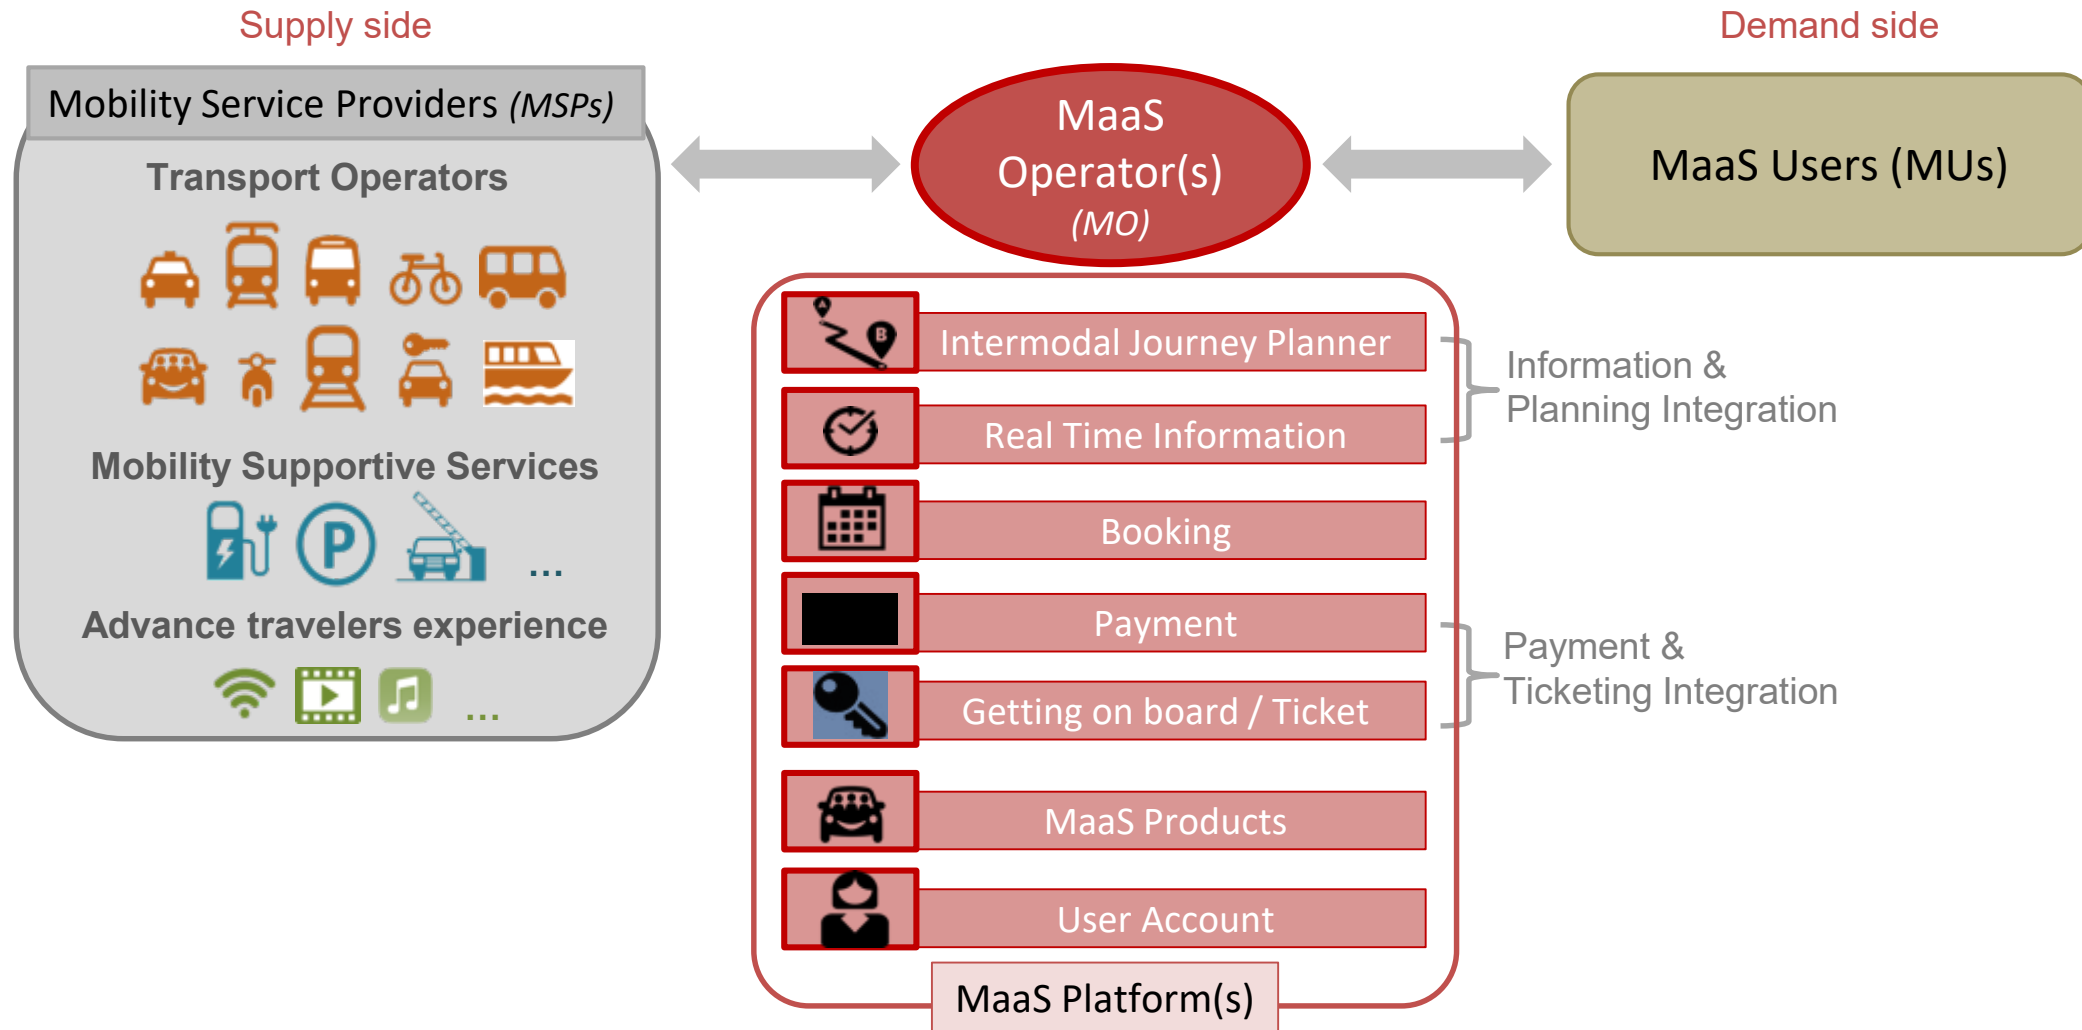 Supply side
Demand side
Mobility Service Providers (MSPs)
Transport Operators
Mobility Supportive Services
P
...
Advance travelers experience
...
MaaS
Operator(s)
(MO)
MaaS Users (MUs)
A
B
Intermodal Journey Planner
Real Time Information
Information &
Planning Integration
Booking
Payment
Getting on board / Ticket
Payment &
Ticketing Integration
MaaS Products
User Account
MaaS Platform(s)